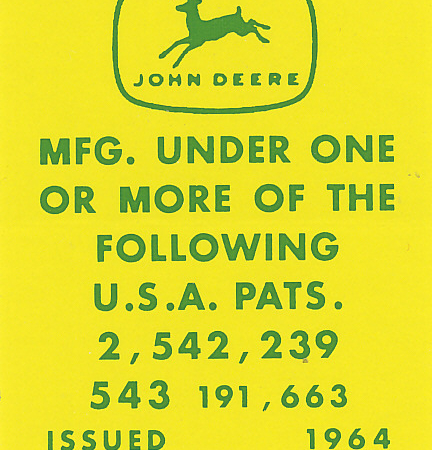 JOHN DEERE
MFG. UNDER ONE
OR MORE OF THE
FOLLOWING
U.S.A. PATS.
2,542,239
543 191,663
ISSUED 1964